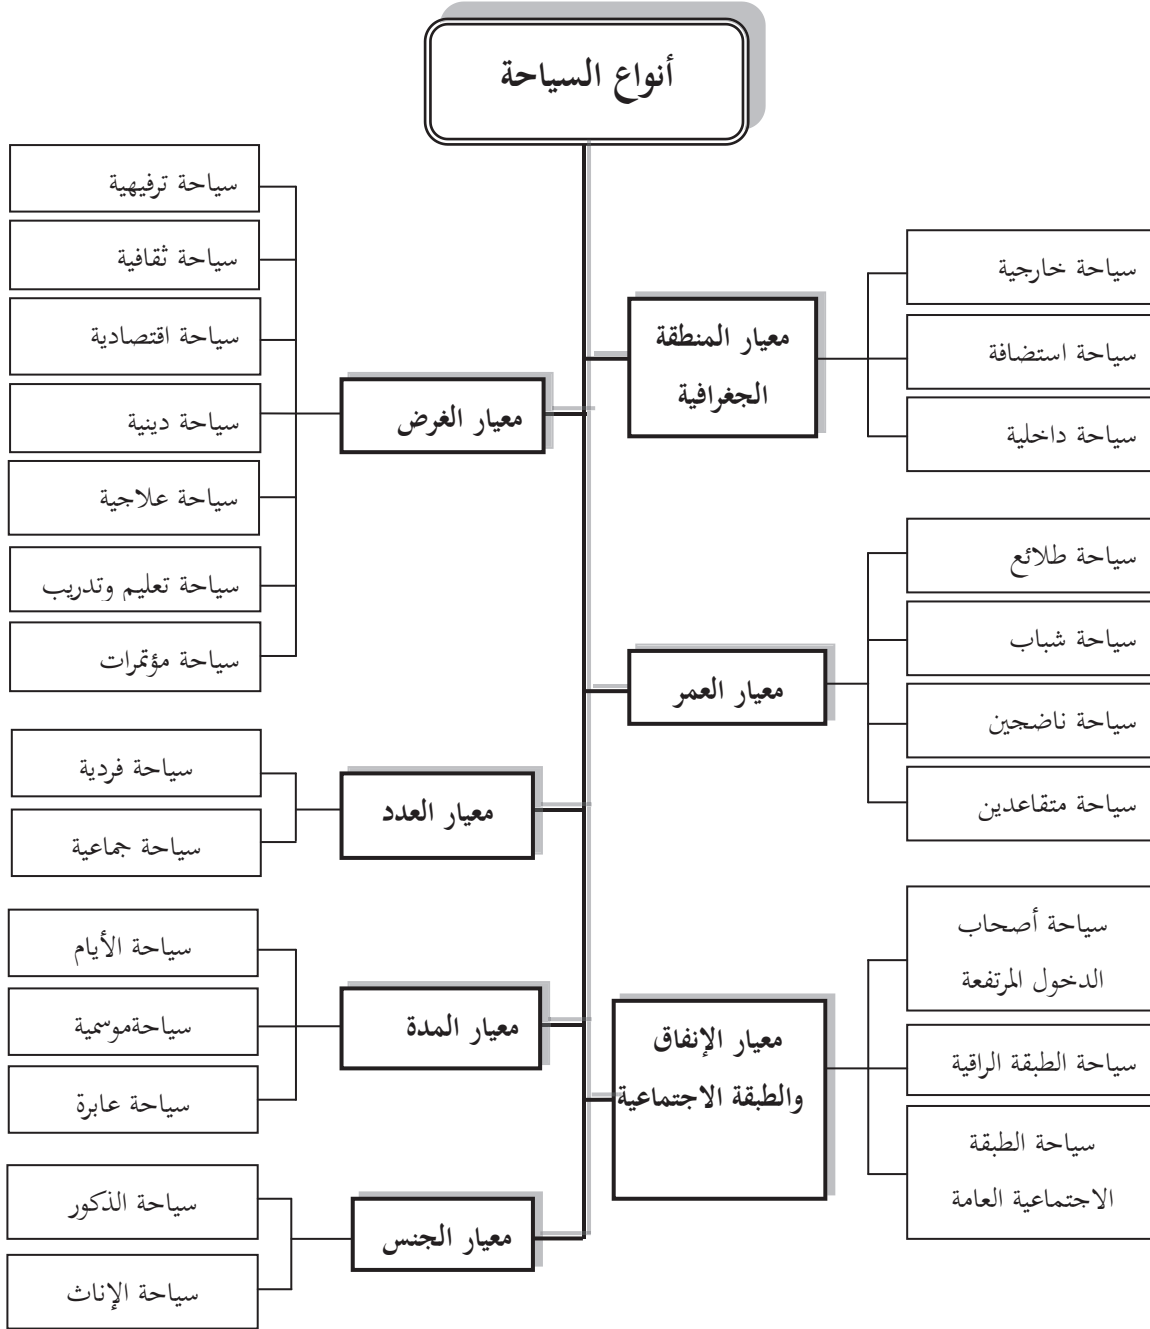 أنواع السياحة
معيار المنطقة
الجغرافية
سياحة خارجية
سياحة استضافة
سياحة داخلية
معيار العمر
سياحة طلائع
سياحة شباب
سياحة ناضجين
سياحة متقاعدين
معيار الإنفاق
والطبقة الاجتماعية
سياحة أصحاب
الدخول المرتفعة
سياحة الطبقة الراقية
سياحة الطبقة
الاجتماعية العامة
معيار الغرض
سياحة ترفيهية
سياحة ثقافية
سياحة اقتصادية
سياحة دينية
سياحة علاجية
سياحة تعليم وتدريب
سياحة مؤتمرات
معيار العدد
سياحة فردية
سياحة جماعية
معيار المدة
سياحة الأيام
سياحةموسمية
سياحة عابرة
معيار الجنس
سياحة الذكور
سياحة الإناث